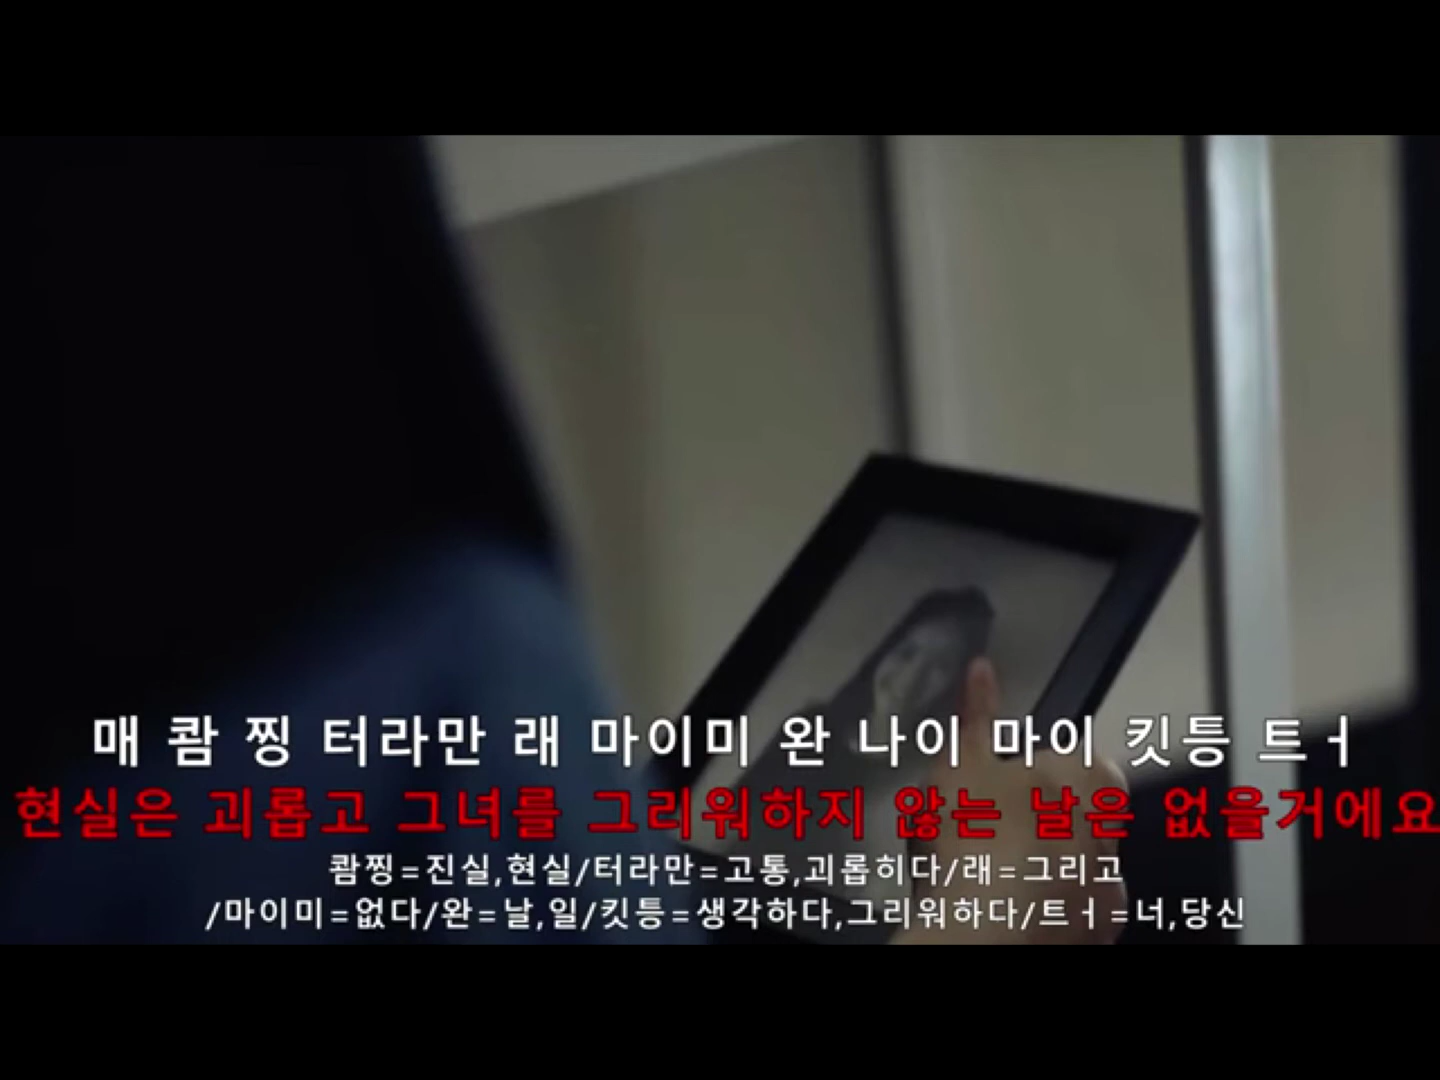 매 쾀 찡 터라만 래 마이미 완 나이 마이 킷틍 트ㅓ
현실은 괴롭고 그녀를 그리워하지 않는 날은 없을거에요
쾀찡=진실,현실/터라만=고통,괴롭히다/래=그리고
/마이미=없다/완=날,일/킷틍=생각하다,그리워하다/트ㅓ=너,당신